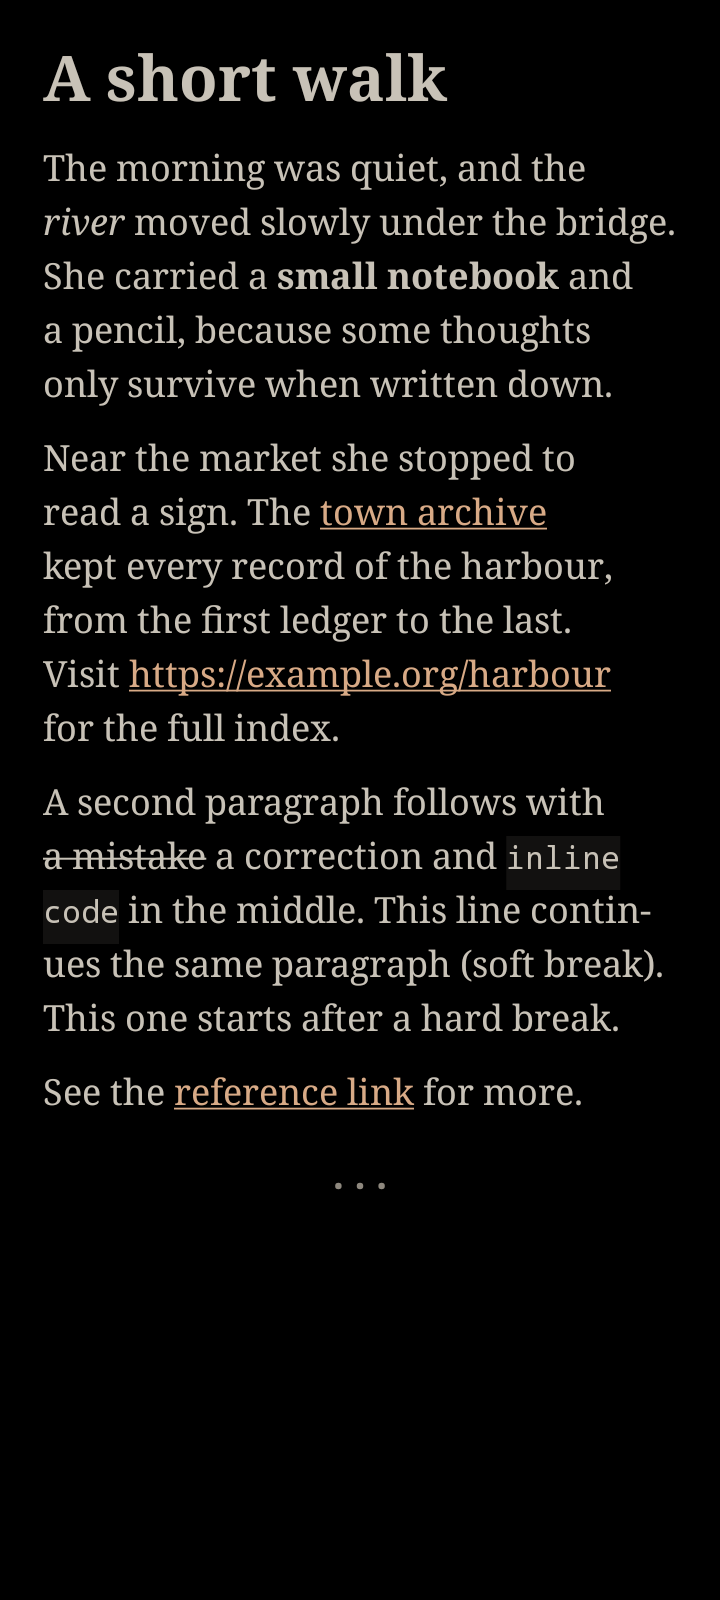 A short walk
The morning was quiet, and the
river moved slowly under the bridge.
She carried a small notebook and
a pencil, because some thoughts
only survive when written down.
Near the market she stopped to
read a sign. The town archive
kept every record of the harbour,
from the first ledger to the last.
Visit https://example.org/harbour
for the full index.
A second paragraph follows with
a mistake a correction and inline
code in the middle. This line contin-
ues the same paragraph (soft break).
This one starts after a hard break.
See the reference link for more.
...